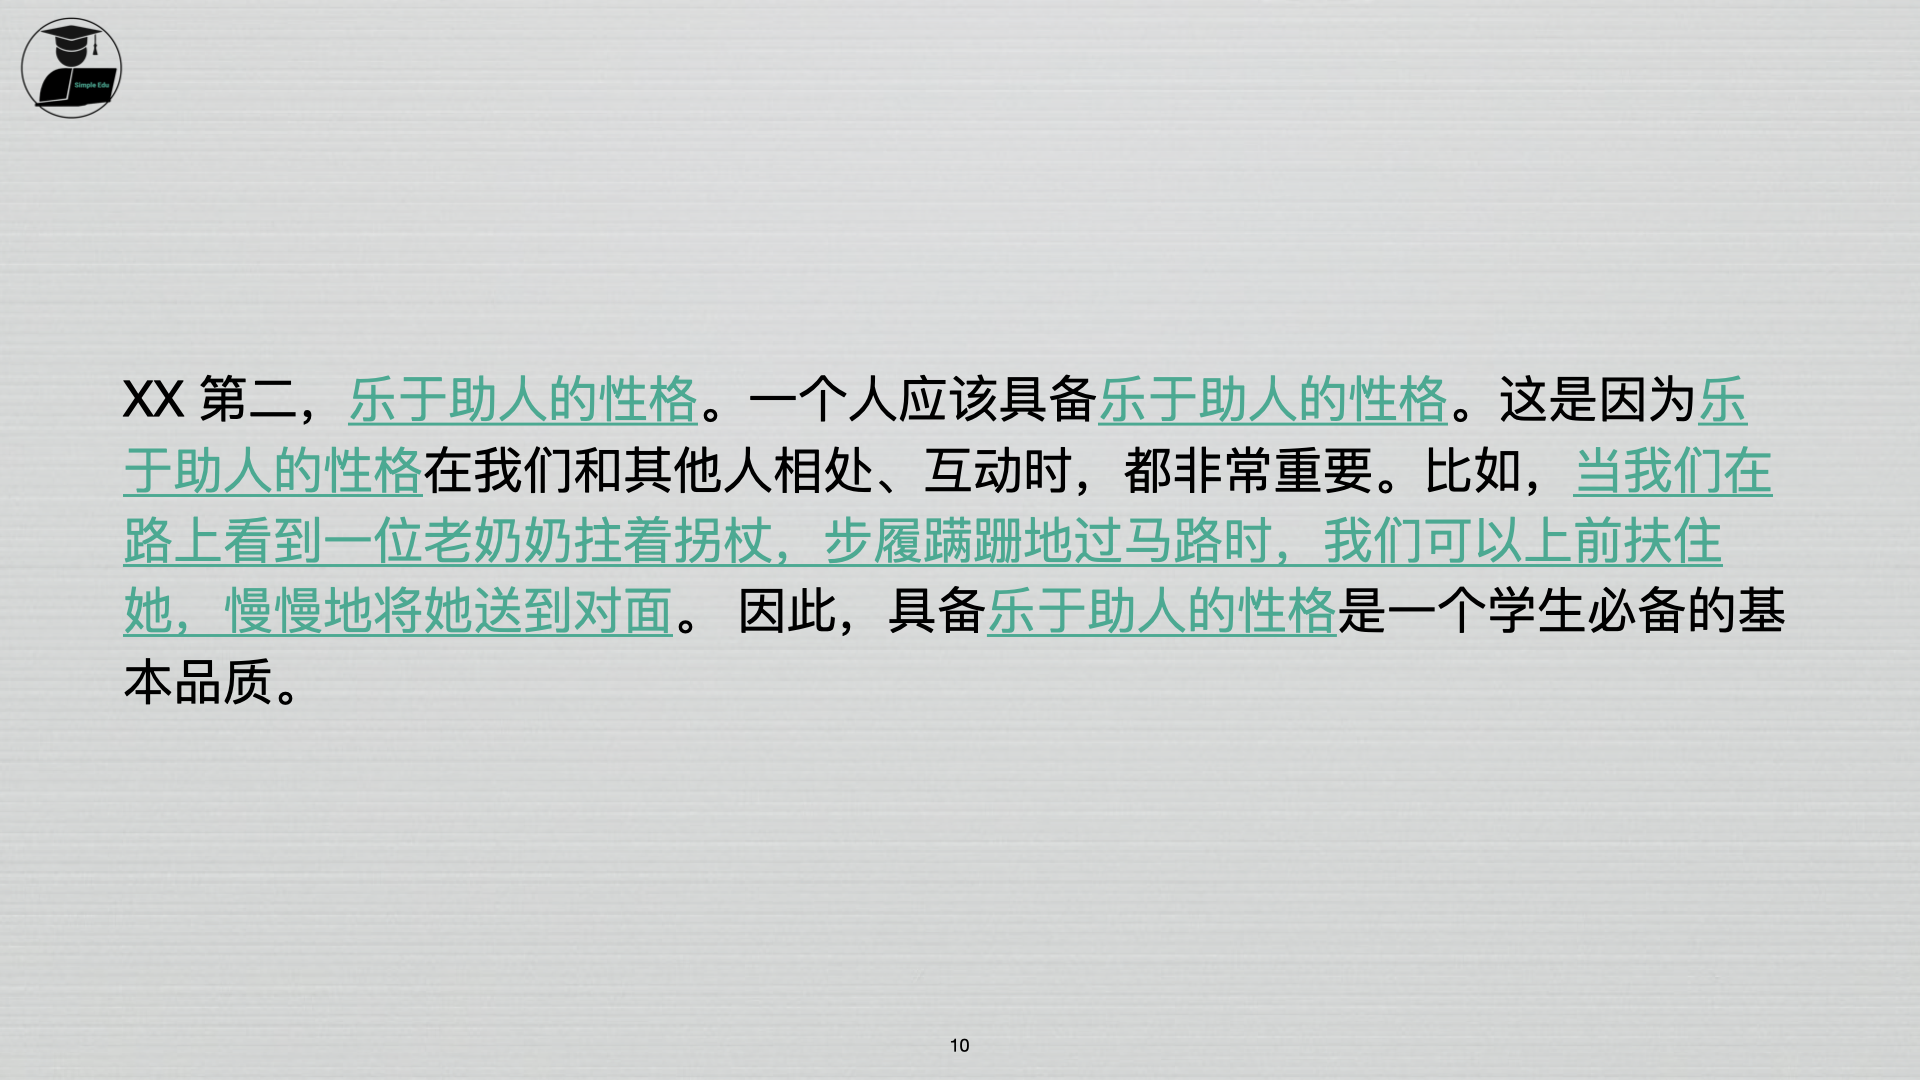 Simple Edu
XX 第二，乐于助人的性格。一个人应该具备乐于助人的性格。这是因为乐
于助人的性格在我们和其他人相处、互动时，都非常重要。比如，当我们在
路上看到一位老奶奶拄着拐杖，步履蹒跚地过马路时，我们可以上前扶住
她，慢慢地将她送到对面。 因此，具备乐于助人的性格是一个学生必备的基
本品质。
10